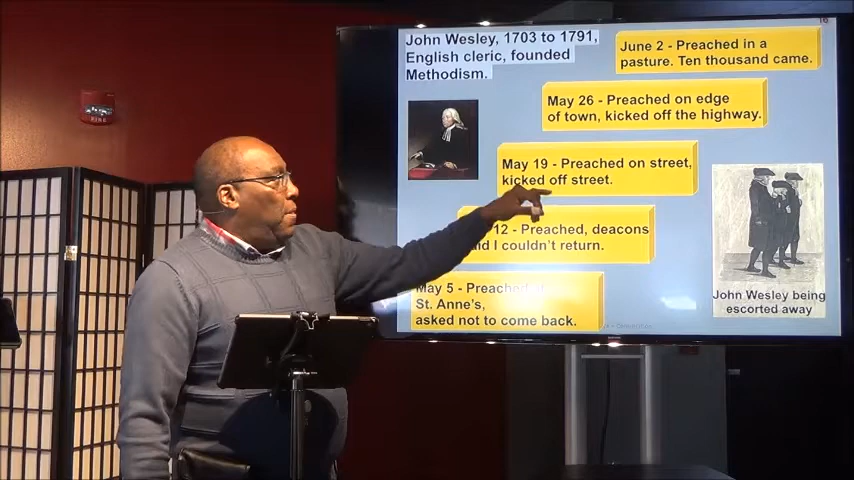 John Wesley, 1703 to 1791,
English cleric, founded
Methodism.
16
June 2 - Preached in a
pasture. Ten thousand came.
May 26 - Preached on edge
of town, kicked off the highway.
May 19 - Preached on street,
kicked off street.
12 - Preached, deacons
I couldn't return.
May 5 - Preached
St. Anne's,
asked not to come back.
John Wesley being
escorted away